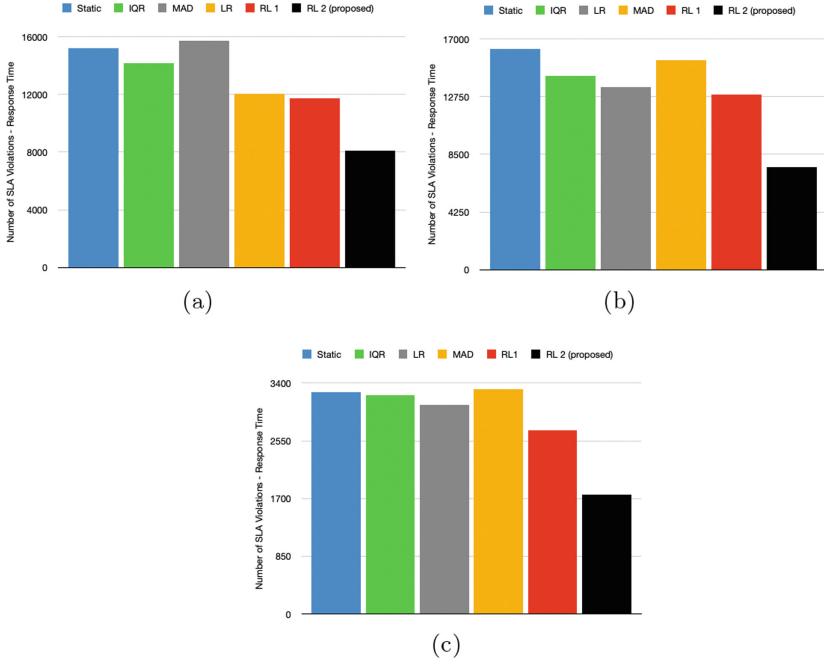 Static IQR MAD LR RL 1 RL 2 (proposed)
Number of SLA Violations - Response Time
16000
12000
8000
4000
0
(a)
Static IQR LR MAD RL 1 RL 2 (proposed)
Number of SLA Violations - Response Time
17000
12750
8500
4250
0
(b)
Static IQR LR MAD RL1 RL 2 (proposed)
Number of SLA Violations - Response Time
3400
2550
1700
850
0
(c)